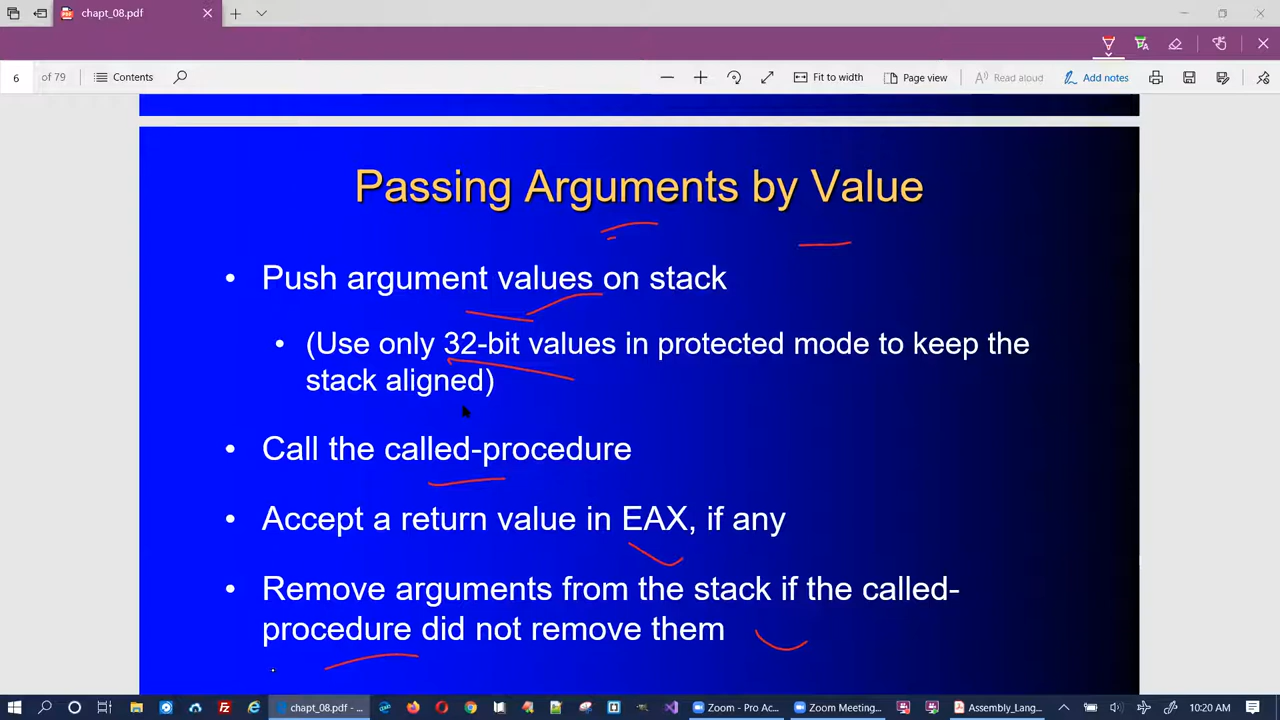 chapt_08.pdf
6 of 79 Contents Fit to width Page view Read aloud Add notes
Passing Arguments by Value
• Push argument values on stack
• (Use only 32-bit values in protected mode to keep the
stack aligned)
• Call the called-procedure
• Accept a return value in EAX, if any
• Remove arguments from the stack if the called-
procedure did not remove them
chapt_08.pdf - ... Zoom - Pro Ac... Zoom Meeting... Assembly_Lang... 10:20 AM